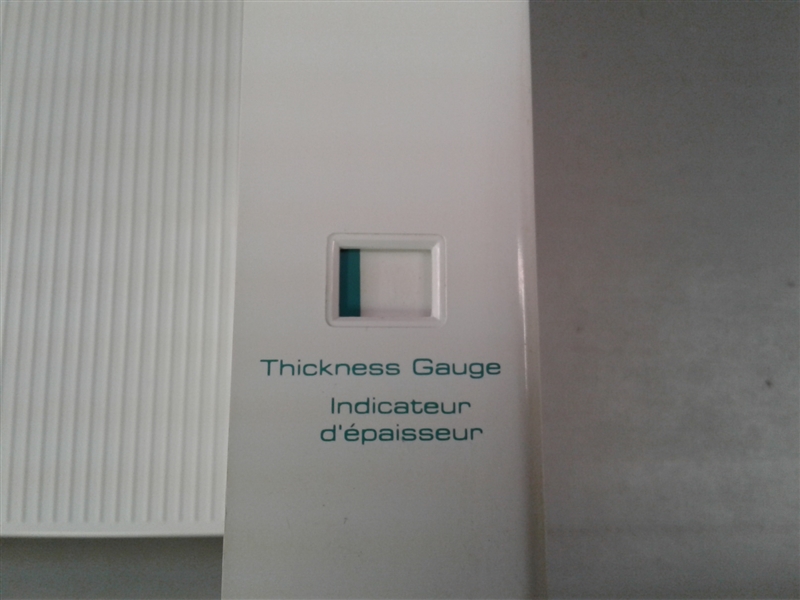 Thickness Gauge
Indicateur
d'épaisseur